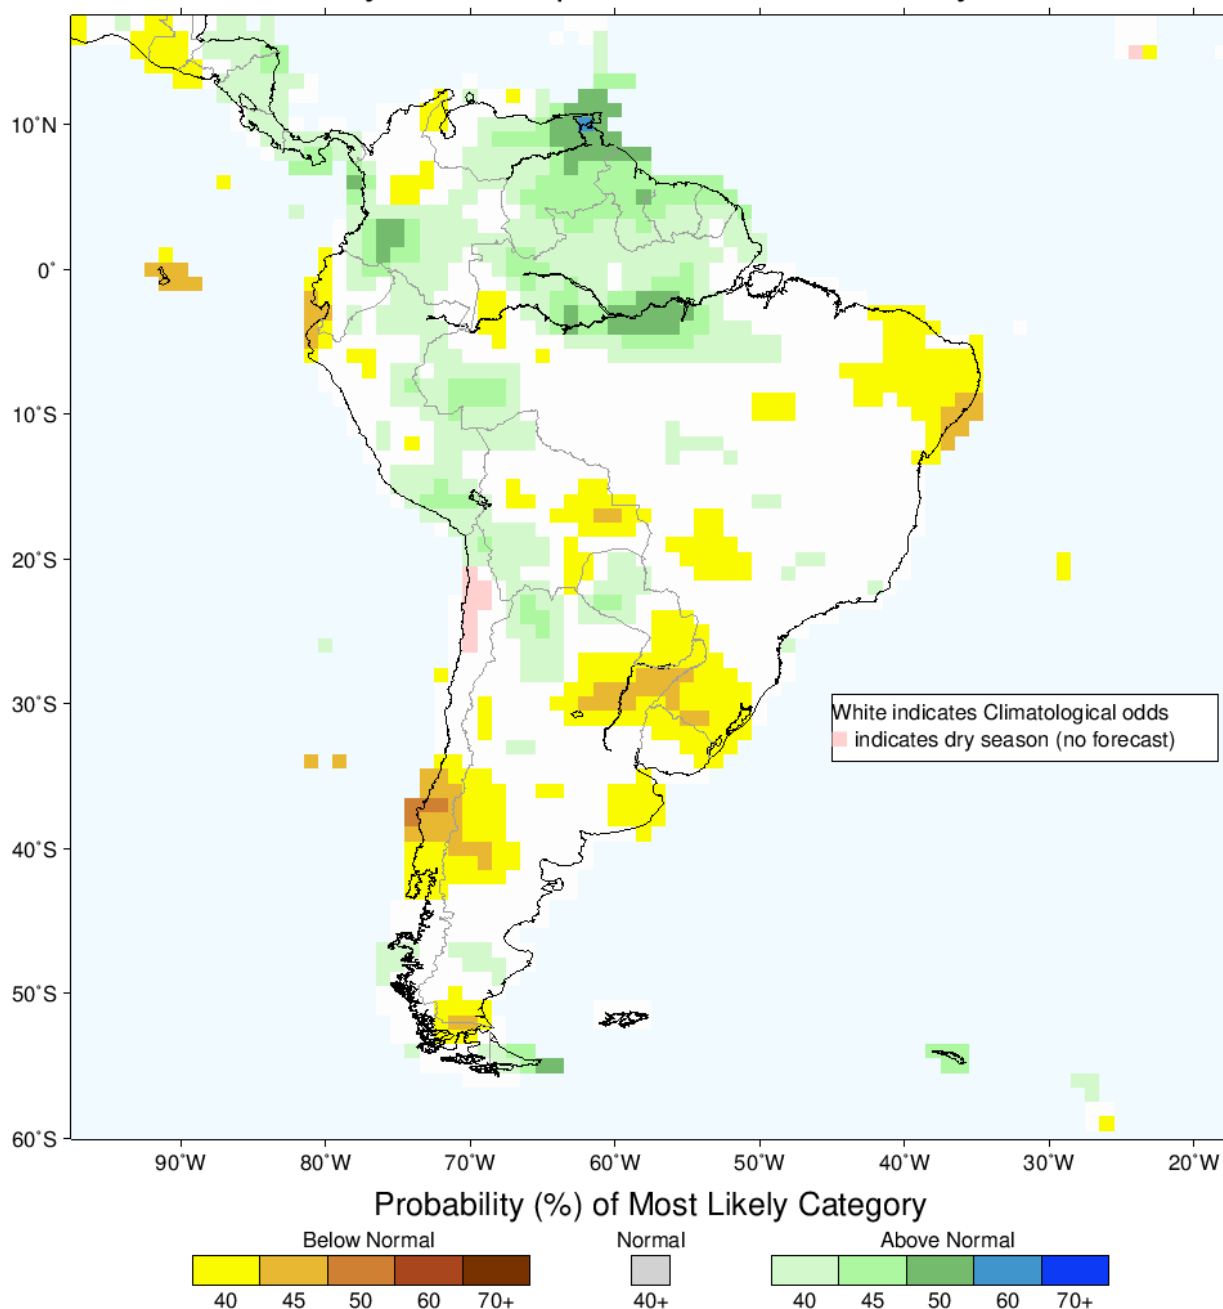 10°N
0°
10°S
20°S
30°S
40°S
50°S
60°S
White indicates Climatological odds
indicates dry season (no forecast)
90°W 80°W 70°W 60°W 50°W 40°W 30°W 20°W
Probability (%) of Most Likely Category
Below Normal Normal Above Normal
40 45 50 60 70+ 40+ 40 45 50 60 70+